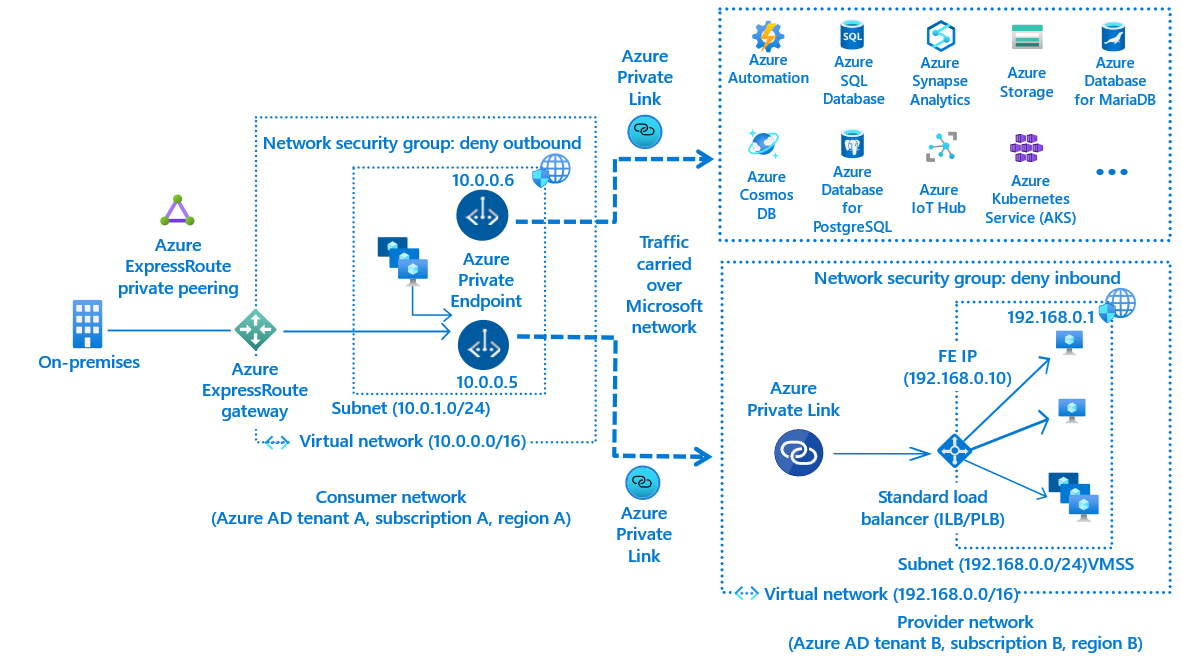 Azure
Private
Link
Azure
Automation
SQL
Azure
SQL
Database
Azure
Synapse
Analytics
Azure
Storage
Azure
Database
for MariaDB
Azure
Cosmos
DB
Azure
Database
for
PostgreSQL
Azure
IoT Hub
Azure
Kubernetes
Service (AKS)
Network security group: deny outbound
10.0.0.6
Azure
Private
Endpoint
10.0.0.5
Subnet (10.0.1.0/24)
Virtual network (10.0.0.0/16)
Azure
ExpressRoute
private peering
On-premises
Azure
ExpressRoute
gateway
Consumer network
(Azure AD tenant A, subscription A, region A)
Traffic
carried
over
Microsoft
network
Azure
Private
Link
Network security group: deny inbound
192.168.0.1
FE IP
(192.168.0.10)
Azure
Private Link
Standard load
balancer (ILB/PLB)
Subnet (192.168.0.0/24)VMSS
Virtual network (192.168.0.0/16)
Provider network
(Azure AD tenant B, subscription B, region B)